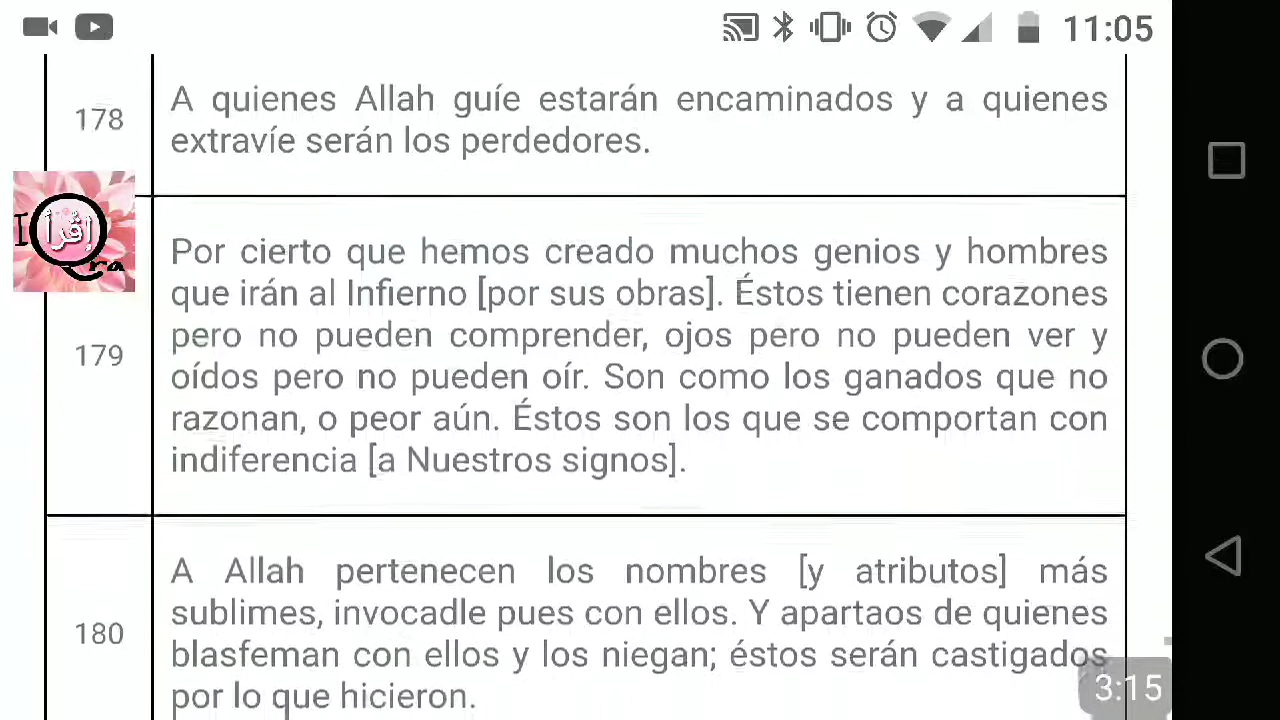 11:05
178
A quienes Allah guíe estarán encaminados y a quienes
extravíe serán los perdedores.
إقرأ
I
Qra
179
Por cierto que hemos creado muchos genios y hombres
que irán al Infierno [por sus obras]. Éstos tienen corazones
pero no pueden comprender, ojos pero no pueden ver y
oídos pero no pueden oír. Son como los ganados que no
razonan, o peor aún. Éstos son los que se comportan con
indiferencia [a Nuestros signos].
180
A Allah pertenecen los nombres [y atributos] más
sublimes, invocadle pues con ellos. Y apartaos de quienes
blasfeman con ellos y los niegan; éstos serán castigados
por lo que hicieron.
3:15